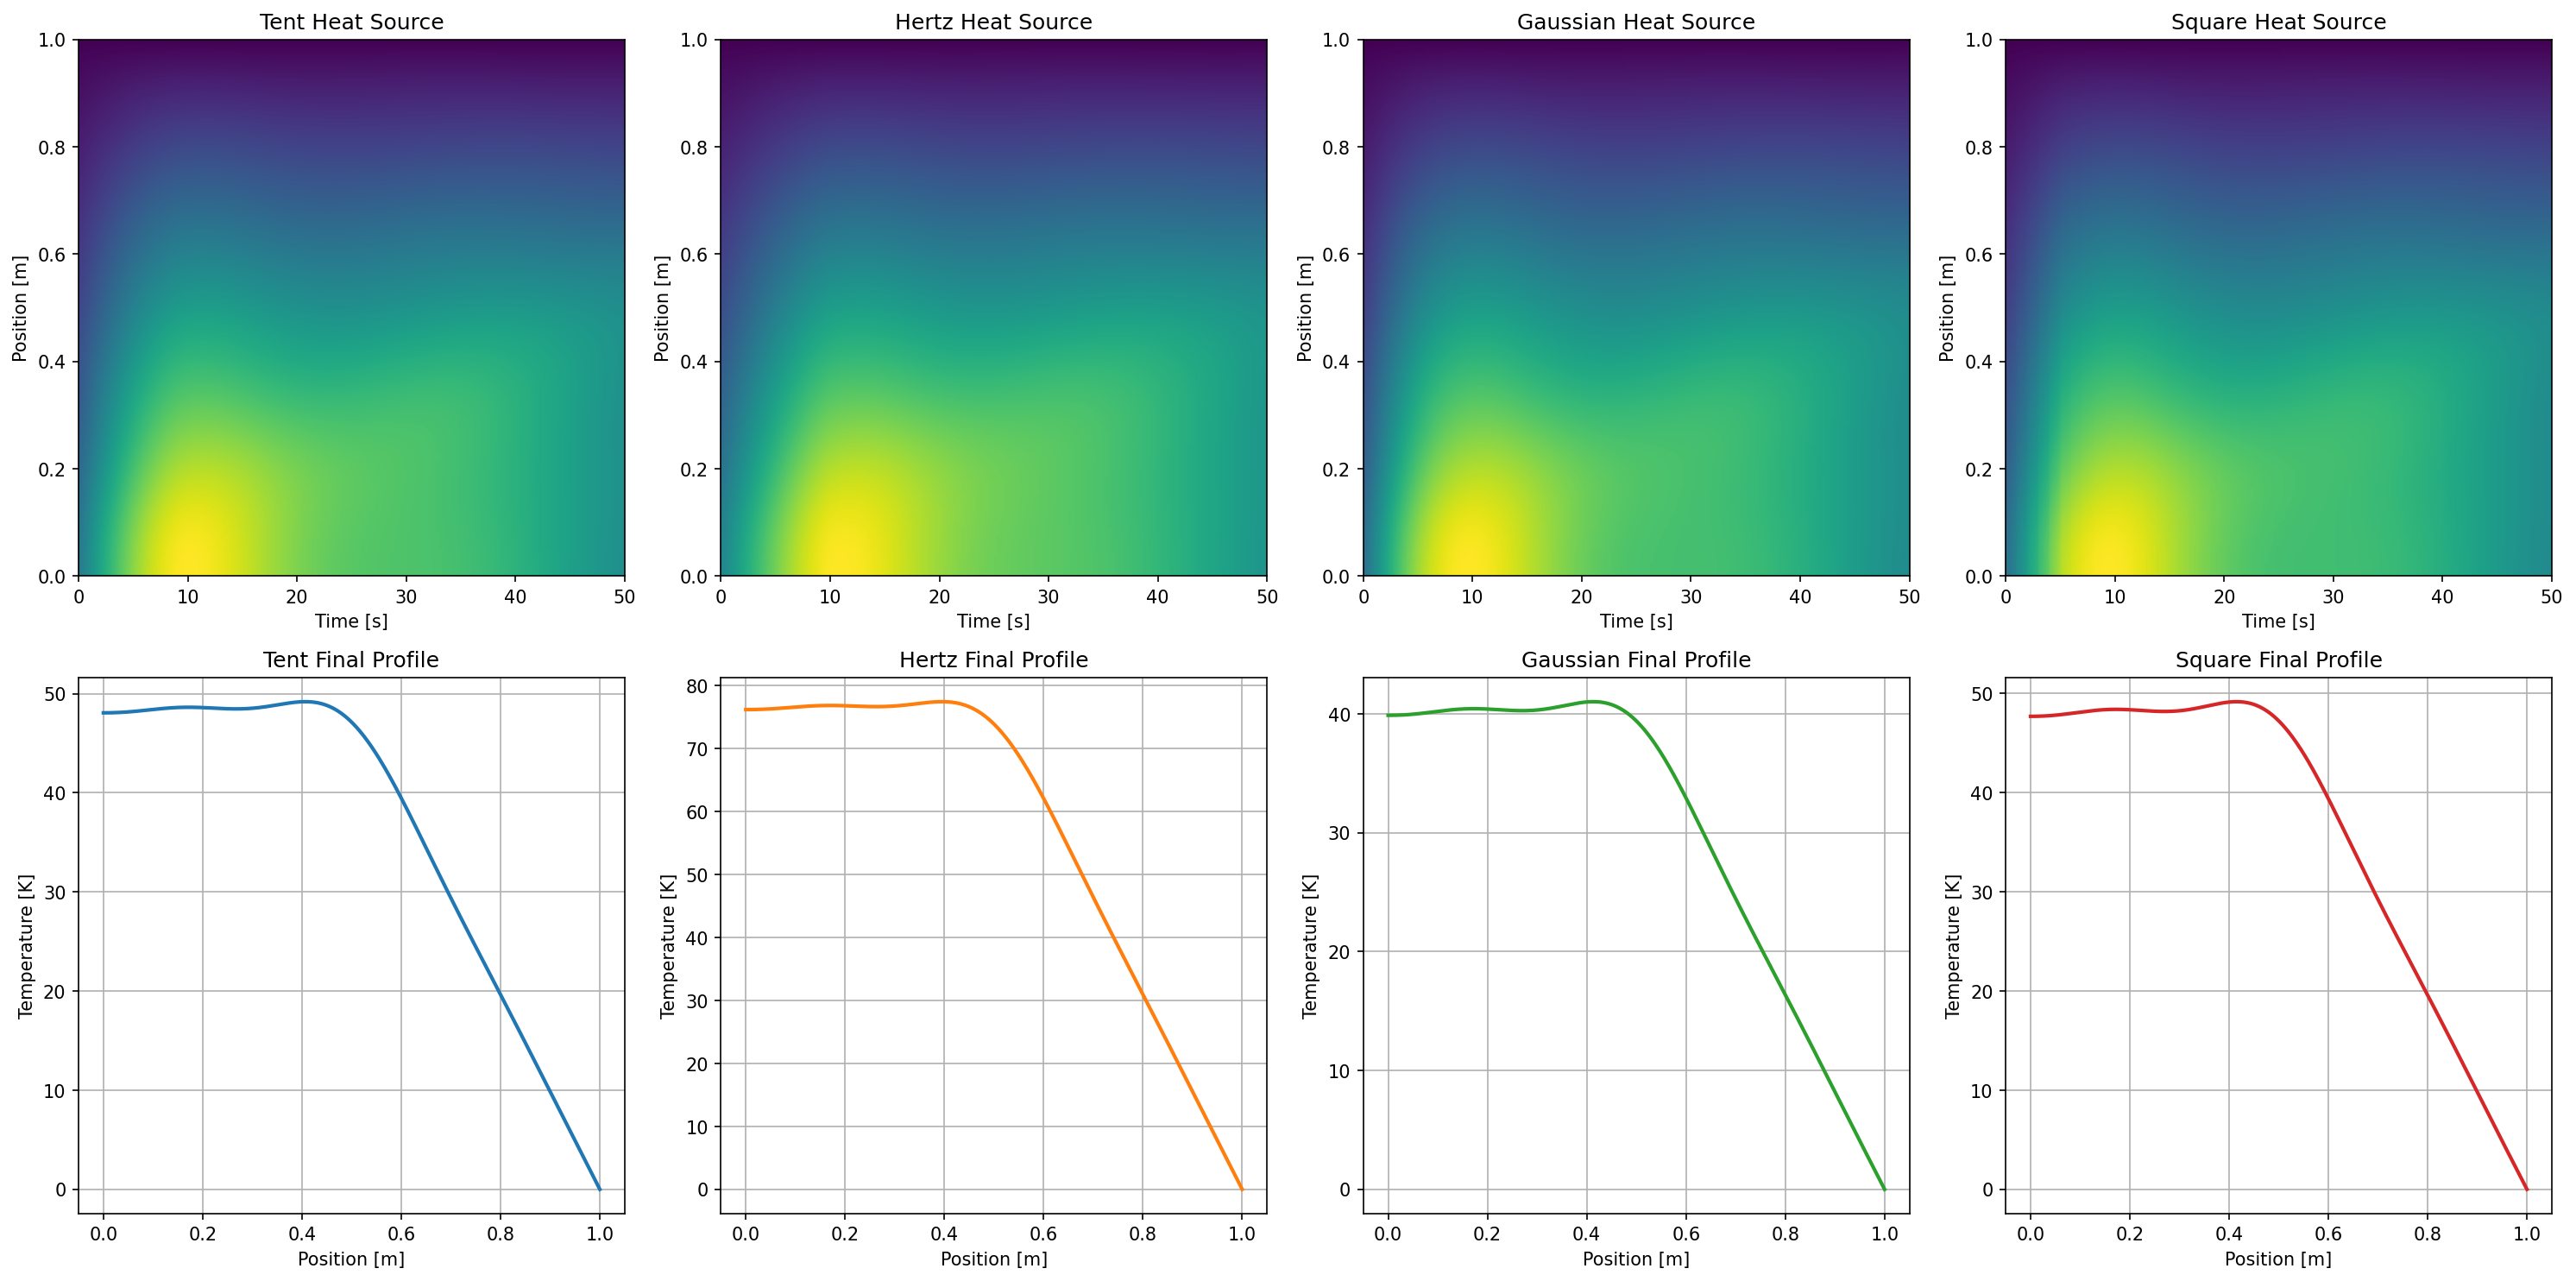 Tent Heat Source
1.0
0.8
0.6
0.4
0.2
0.0
Position [m]
0 10 20 30 40 50
Time [s]
Hertz Heat Source
1.0
0.8
0.6
0.4
0.2
0.0
Position [m]
0 10 20 30 40 50
Time [s]
Gaussian Heat Source
1.0
0.8
0.6
0.4
0.2
0.0
Position [m]
0 10 20 30 40 50
Time [s]
Square Heat Source
1.0
0.8
0.6
0.4
0.2
0.0
Position [m]
0 10 20 30 40 50
Time [s]
Tent Final Profile
50
40
30
20
10
0
Temperature [K]
0.0 0.2 0.4 0.6 0.8 1.0
Position [m]
Hertz Final Profile
80
70
60
50
40
30
20
10
0
Temperature [K]
0.0 0.2 0.4 0.6 0.8 1.0
Position [m]
Gaussian Final Profile
40
30
20
10
0
Temperature [K]
0.0 0.2 0.4 0.6 0.8 1.0
Position [m]
Square Final Profile
50
40
30
20
10
0
Temperature [K]
0.0 0.2 0.4 0.6 0.8 1.0
Position [m]